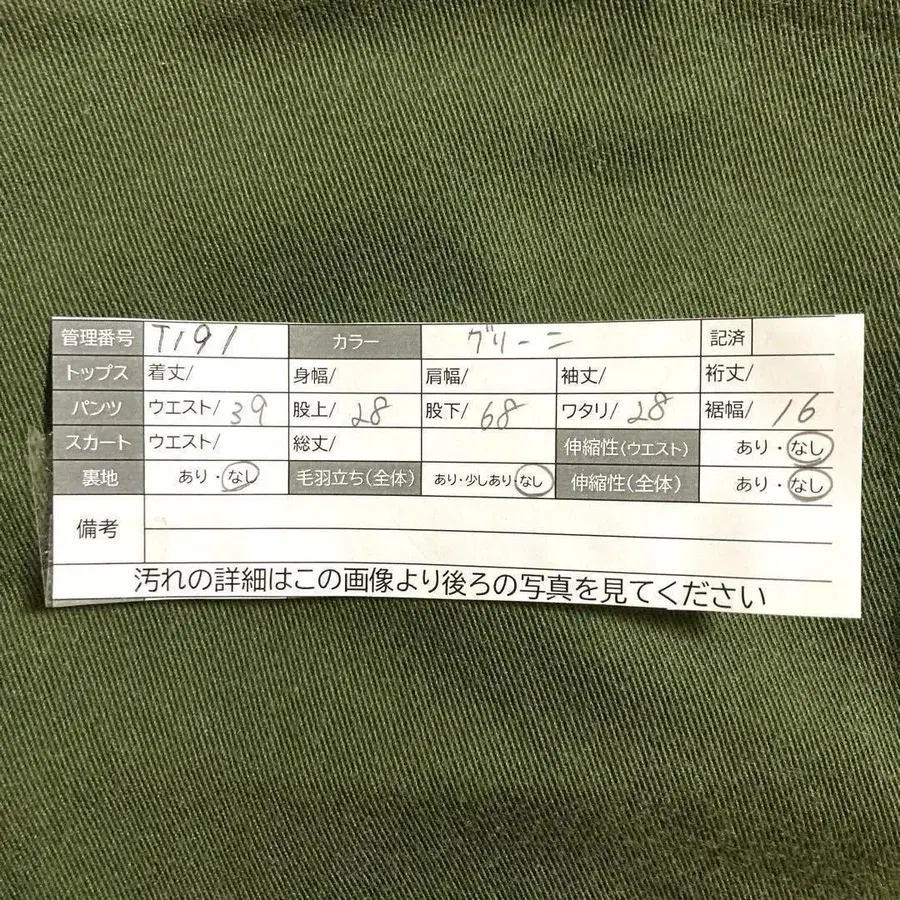 管理番号 T191 カラー グリーン 記済
トップス 着丈/ 身幅/ 肩幅/ 袖丈/ 裄丈/
パンツ ウエスト/ 39 股上/ 28 股下/ 68 ワタリ/ 28 裾幅/ 16
スカート ウエスト/ 総丈/ 伸縮性(ウエスト) あり・なし
裏地 あり・なし 毛羽立ち(全体) あり・少しあり・なし 伸縮性(全体) あり・なし
備考
汚れの詳細はこの画像より後ろの写真を見てください